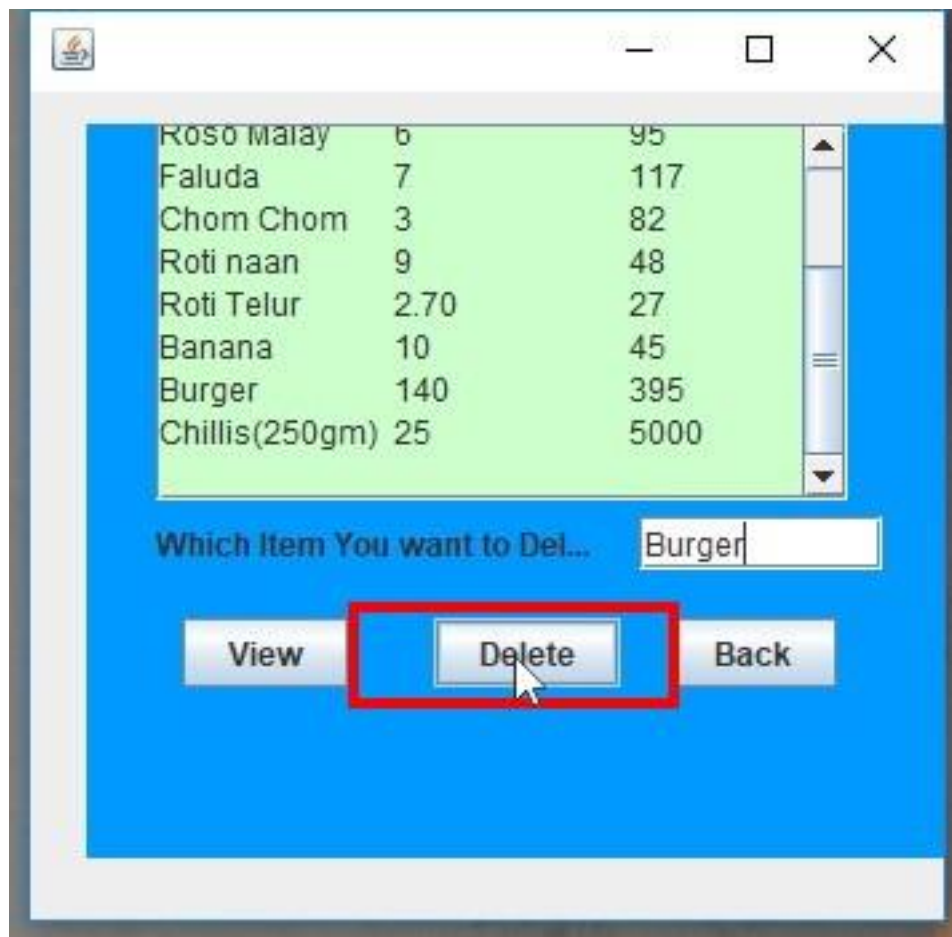 Roso Malay 6 95
Faluda 7 117
Chom Chom 3 82
Roti naan 9 48
Roti Telur 2.70 27
Banana 10 45
Burger 140 395
Chillis(250gm) 25 5000
Which Item You want to Del... Burger
View Delete Back